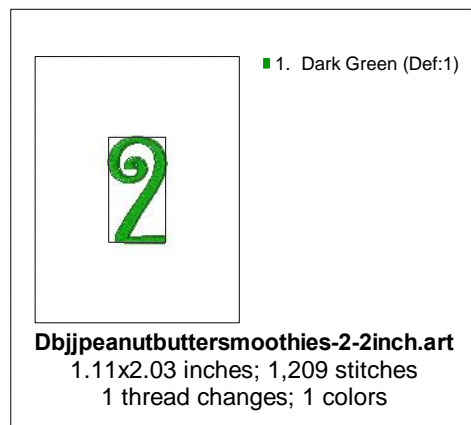 1. Dark Green (Def:1)
2
Dbjjpeanutbuttersmoothies-2-2inch.art
1.11x2.03 inches; 1,209 stitches
1 thread changes; 1 colors